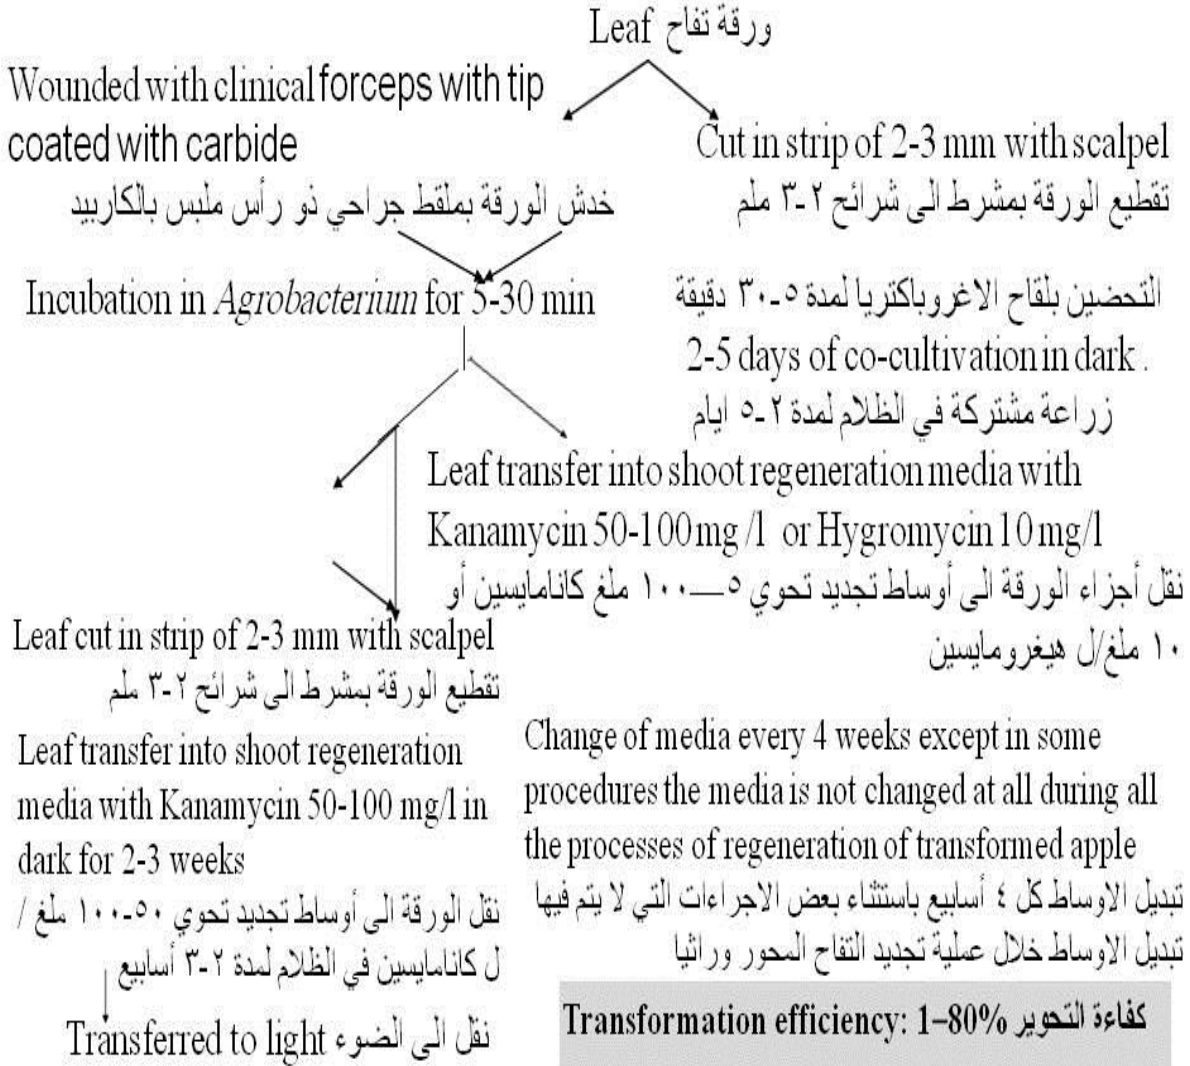 Leaf ورقة تفاح
Wounded with clinical forceps with tip
coated with carbide
خدش الورقة بملقط جراحي ذو رأس ملبس بالكاربيد
Cut in strip of 2-3 mm with scalpel
تقطيع الورقة بمشرط الى شرائح ٢-٣ ملم
Incubation in Agrobacterium for 5-30 min
التحضين بلقاح الاغروباكتريا لمدة ٥-٣٠ دقيقة
2-5 days of co-cultivation in dark .
زراعة مشتركة في الظلام لمدة ٢-٥ ايام
Leaf transfer into shoot regeneration media with
Kanamycin 50-100 mg /l or Hygromycin 10 mg/l
نقل أجزاء الورقة الى أوساط تجديد تحوي ٥—١٠٠ ملغ كانامايسين أو
١٠ ملغ/ل هيغرومايسين
Leaf cut in strip of 2-3 mm with scalpel
تقطيع الورقة بمشرط الى شرائح ٢-٣ ملم
Leaf transfer into shoot regeneration
media with Kanamycin 50-100 mg/l in
dark for 2-3 weeks
نقل الورقة الى أوساط تجديد تحوي ٥٠-١٠٠ ملغ /
ل كانامايسين في الظلام لمدة ٢-٣ أسابيع
Transferred to light نقل الى الضوء
Change of media every 4 weeks except in some
procedures the media is not changed at all during all
the processes of regeneration of transformed apple
تبديل الاوساط كل ٤ أسابيع باستثناء بعض الاجراءات التي لا يتم فيها
تبديل الاوساط خلال عملية تجديد التفاح المحور وراثيا
Transformation efficiency: 1–80% كفاءة التحوير